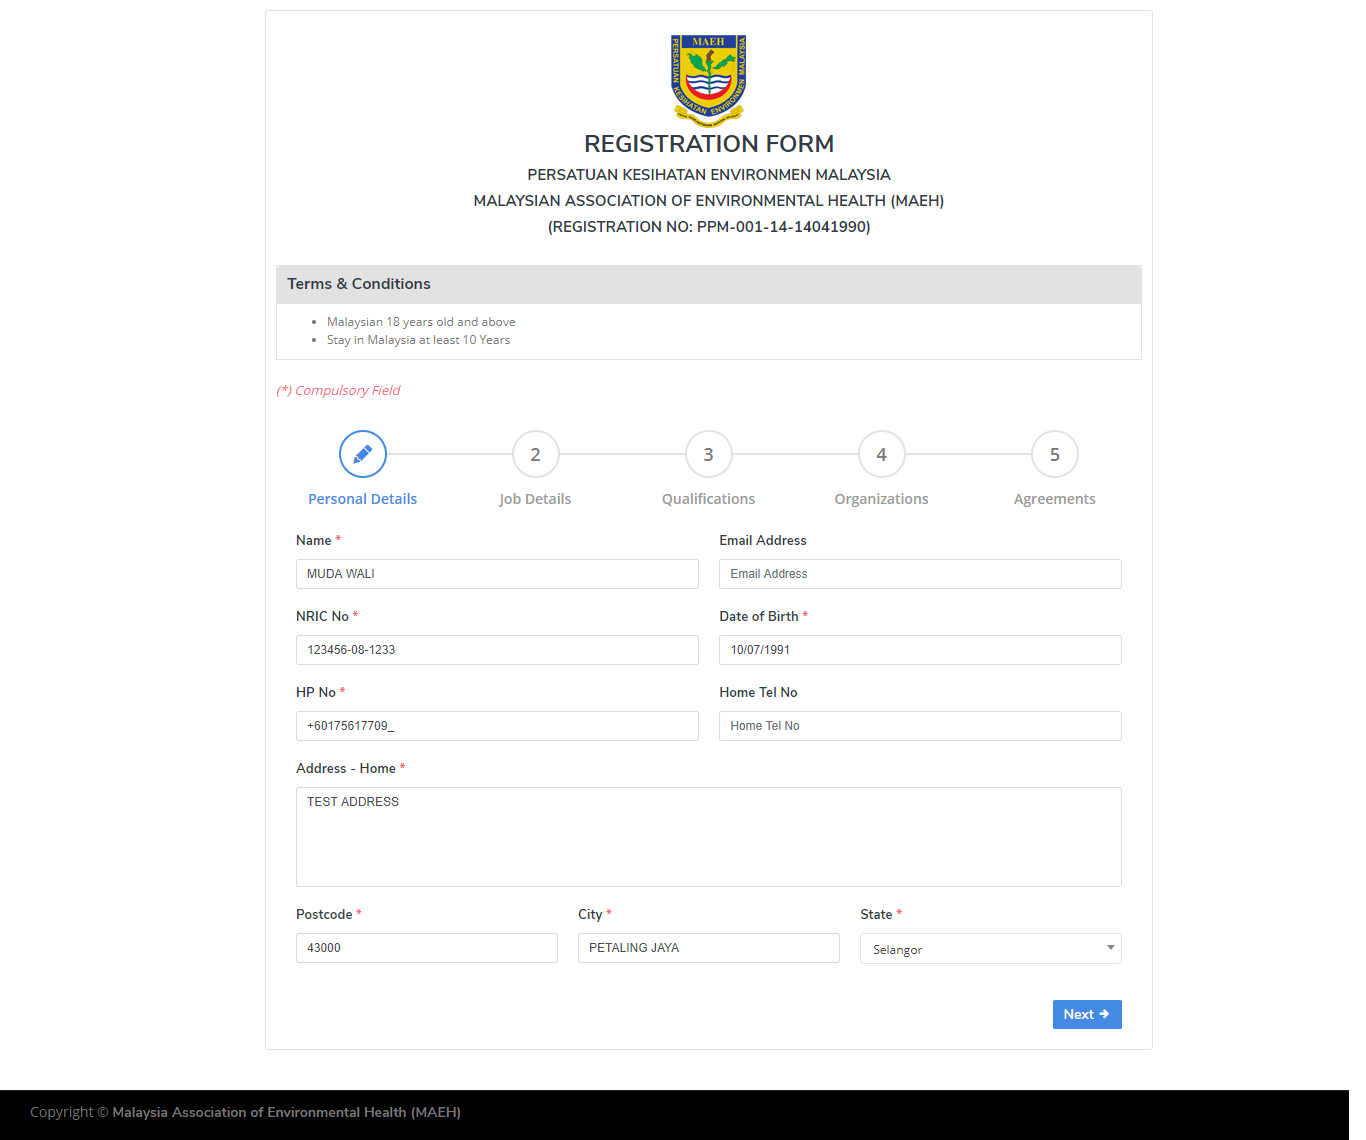 MAEH
PERSATUAN KESIHATAN ENVIRONMEN MALAYSIA
REGISTRATION FORM
PERSATUAN KESIHATAN ENVIRONMEN MALAYSIA
MALAYSIAN ASSOCIATION OF ENVIRONMENTAL HEALTH (MAEH)
(REGISTRATION NO: PPM-001-14-14041990)
Terms & Conditions
• Malaysian 18 years old and above
• Stay in Malaysia at least 10 Years
(*) Compulsory Field
2 3 4 5
Personal Details Job Details Qualifications Organizations Agreements
Name * Email Address
MUDA WALI Email Address
NRIC No * Date of Birth *
123456-08-1233 10/07/1991
HP No * Home Tel No
+60175617709_ Home Tel No
Address - Home *
TEST ADDRESS
Postcode * City * State *
43000 PETALING JAYA Selangor
Next
Copyright © Malaysia Association of Environmental Health (MAEH)